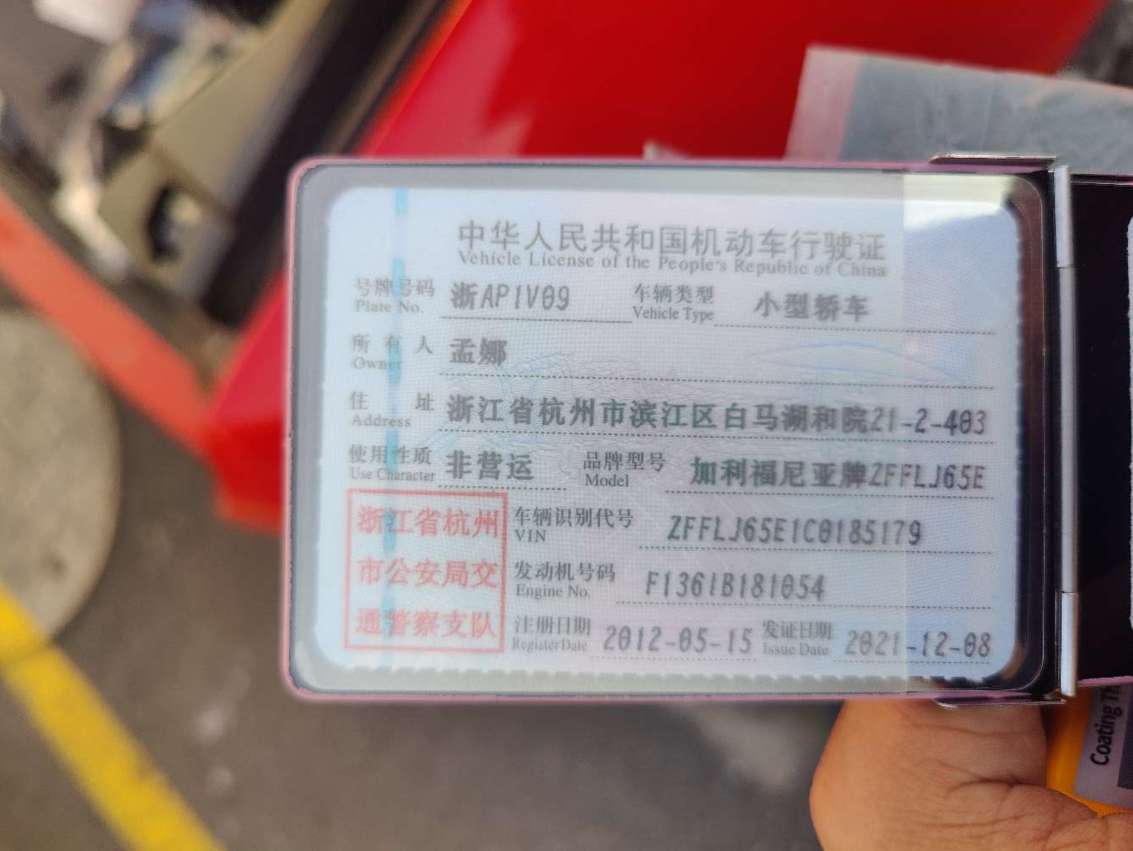 中华人民共和国机动车行驶证
Vehicle License of the People's Republic of China
号牌号码 浙AP1V09 车辆类型 小型轿车
Plate No. Vehicle Type
所有人 孟娜
Owner
住址 浙江省杭州市滨江区白马湖和院21-2-403
Address
使用性质 非营运 品牌型号 加利福尼亚牌ZFFLJ65E
Use Character Model
浙江省杭州
市公安局交
通警察支队
车辆识别代号 ZFFLJ65E1C0185179
VIN
发动机号码 F136IB181054
Engine No.
注册日期 2012-05-15 发证日期 2021-12-08
Register Date Issue Date
Coating